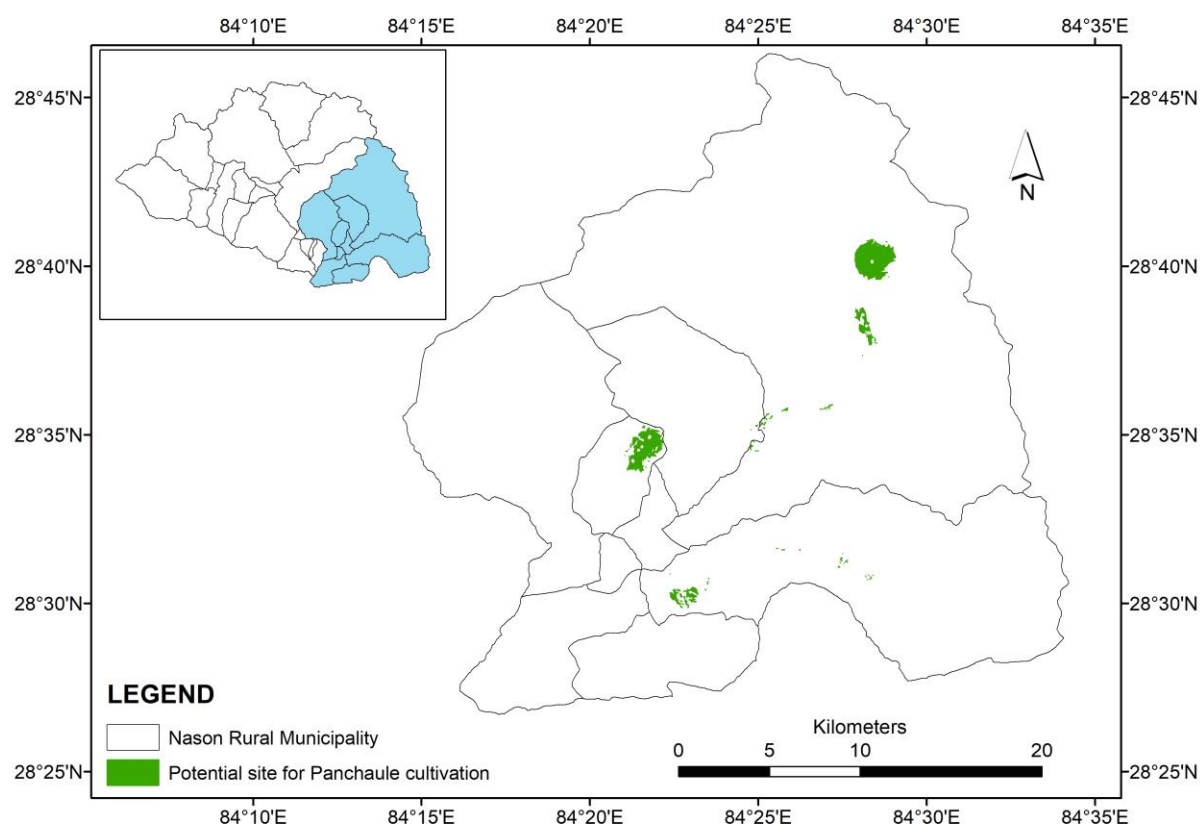 84°10'E 84°15'E 84°20'E 84°25'E 84°30'E 84°35'E
28°45'N 28°45'N
N
28°40'N 28°40'N
28°35'N 28°35'N
28°30'N 28°30'N
LEGEND
Nason Rural Municipality
Potential site for Panchaule cultivation
Kilometers
0 5 10 20
28°25'N 28°25'N
84°10'E 84°15'E 84°20'E 84°25'E 84°30'E 84°35'E